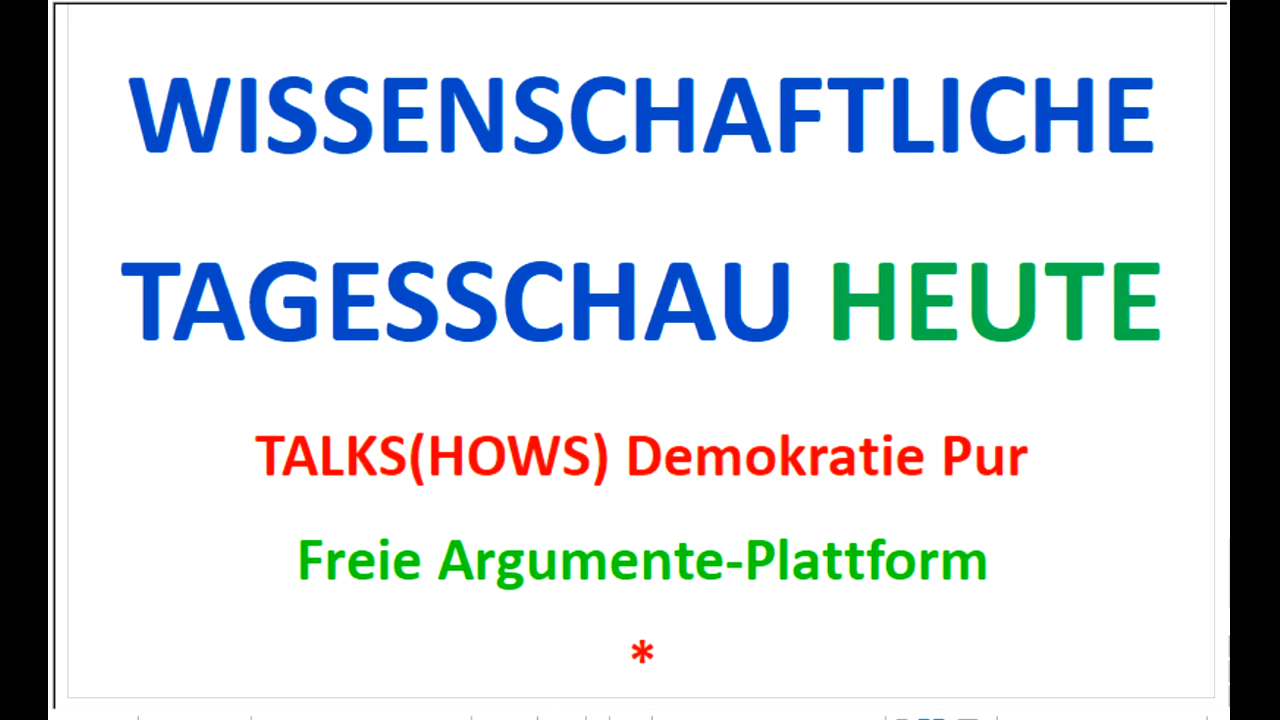 WISSENSCHAFTLICHE
TAGESSCHAU HEUTE
TALKS(HOWS) Demokratie Pur
Freie Argumente-Plattform
*